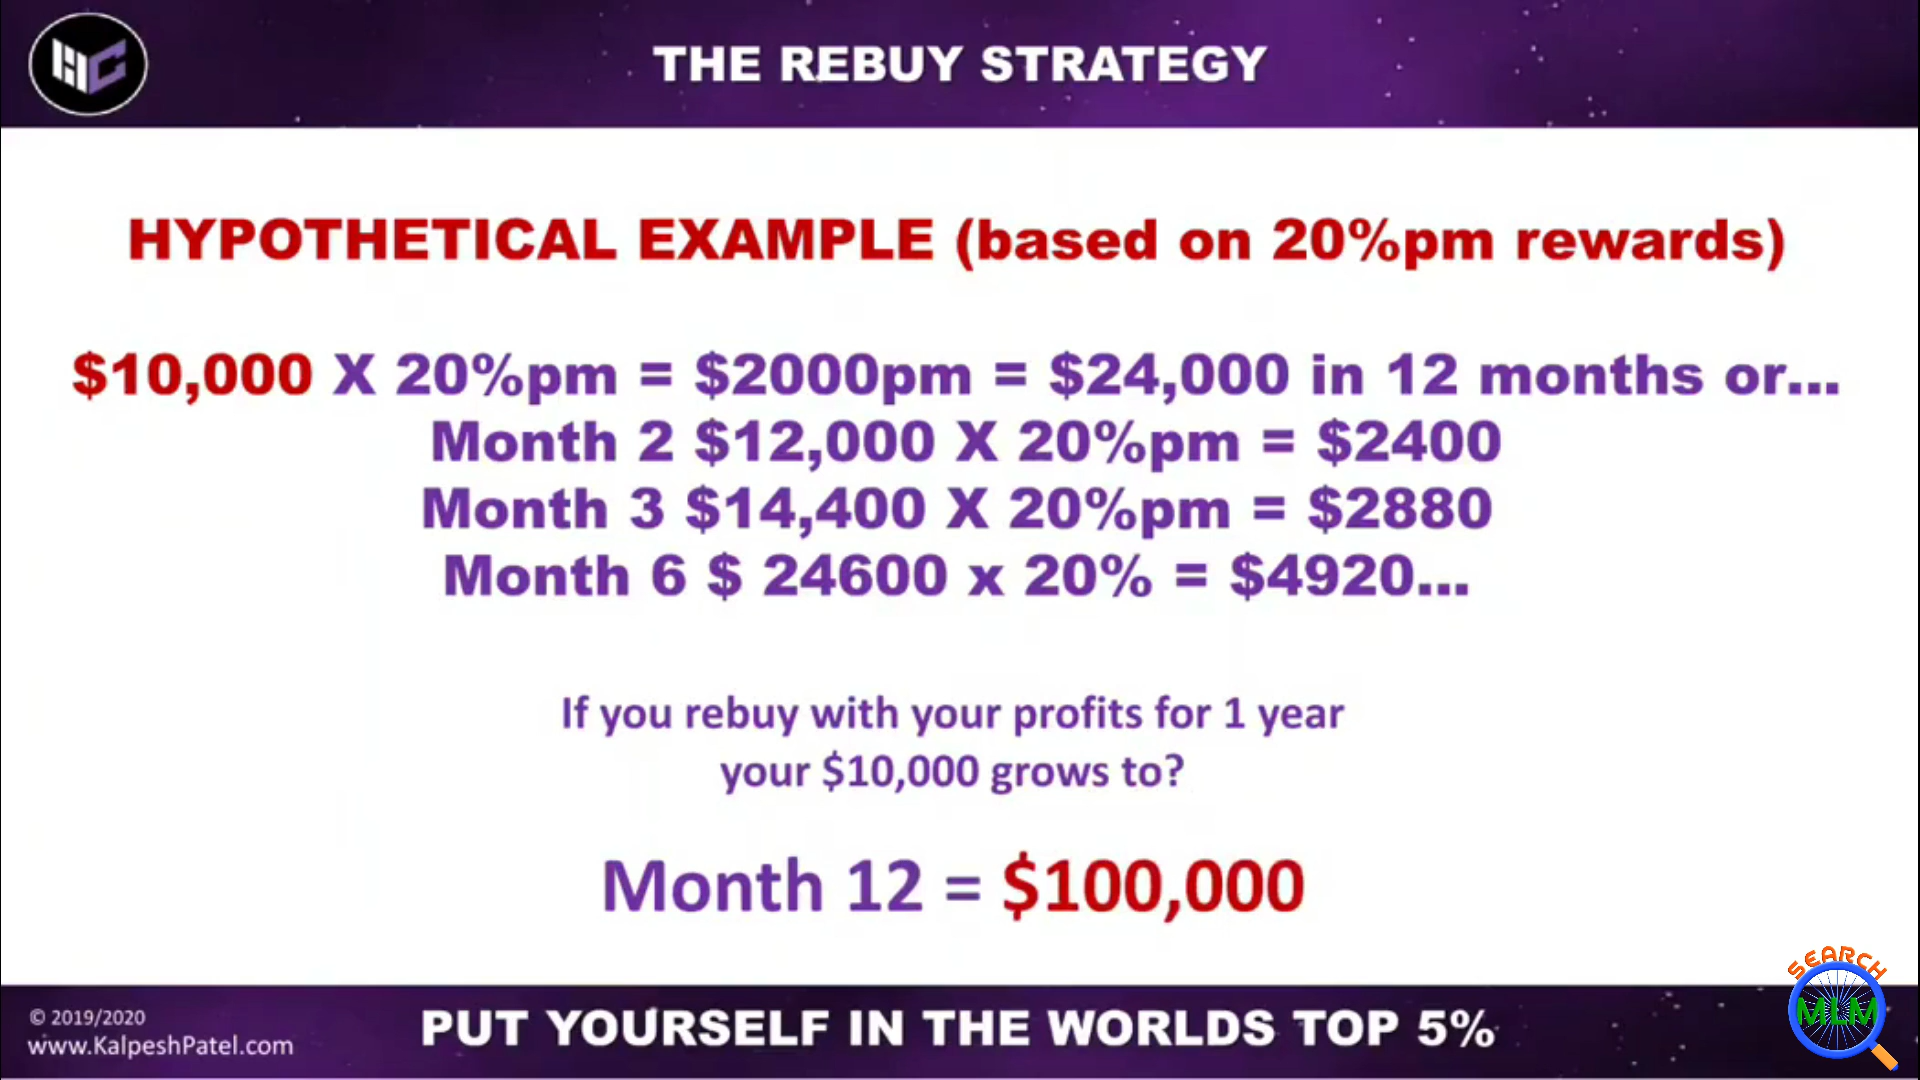 HC
THE REBUY STRATEGY
HYPOTHETICAL EXAMPLE (based on 20%pm rewards)
$10,000 X 20%pm = $2000pm = $24,000 in 12 months or...
Month 2 $12,000 X 20%pm = $2400
Month 3 $14,400 X 20%pm = $2880
Month 6 $ 24600 x 20% = $4920...
If you rebuy with your profits for 1 year
your $10,000 grows to?
Month 12 = $100,000
© 2019/2020
www.KalpeshPatel.com
PUT YOURSELF IN THE WORLDS TOP 5%
SEARCH
MLM